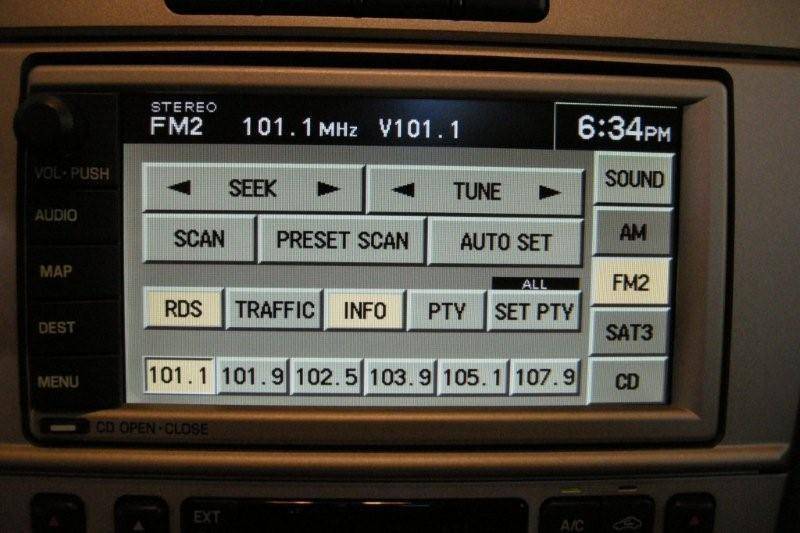 STEREO
FM2 101.1 MHz V101.1 6:34PM
VOL·PUSH
AUDIO
MAP
DEST
MENU
◄ SEEK ► ◄ TUNE ► SOUND
SCAN PRESET SCAN AUTO SET AM
ALL
RDS TRAFFIC INFO PTY SET PTY FM2
SAT3
101.1 101.9 102.5 103.9 105.1 107.9 CD
CD OPEN·CLOSE
EXT A/C